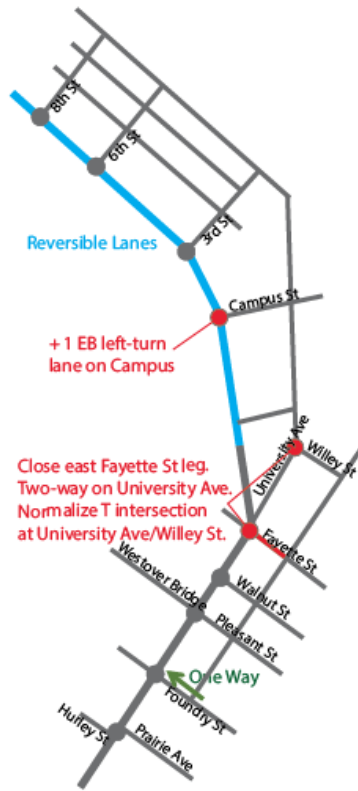 8th St
6th St
3rd St
Reversible Lanes
Campus St
+ 1 EB left-turn
lane on Campus
University Ave
Willey St
Close east Fayette St leg.
Two-way on University Ave.
Normalize T intersection
at University Ave/Willey St.
Fayette St
Westover Bridge
Walnut St
Pleasant St
One Way
Foundry St
Hurley St
Prairie Ave